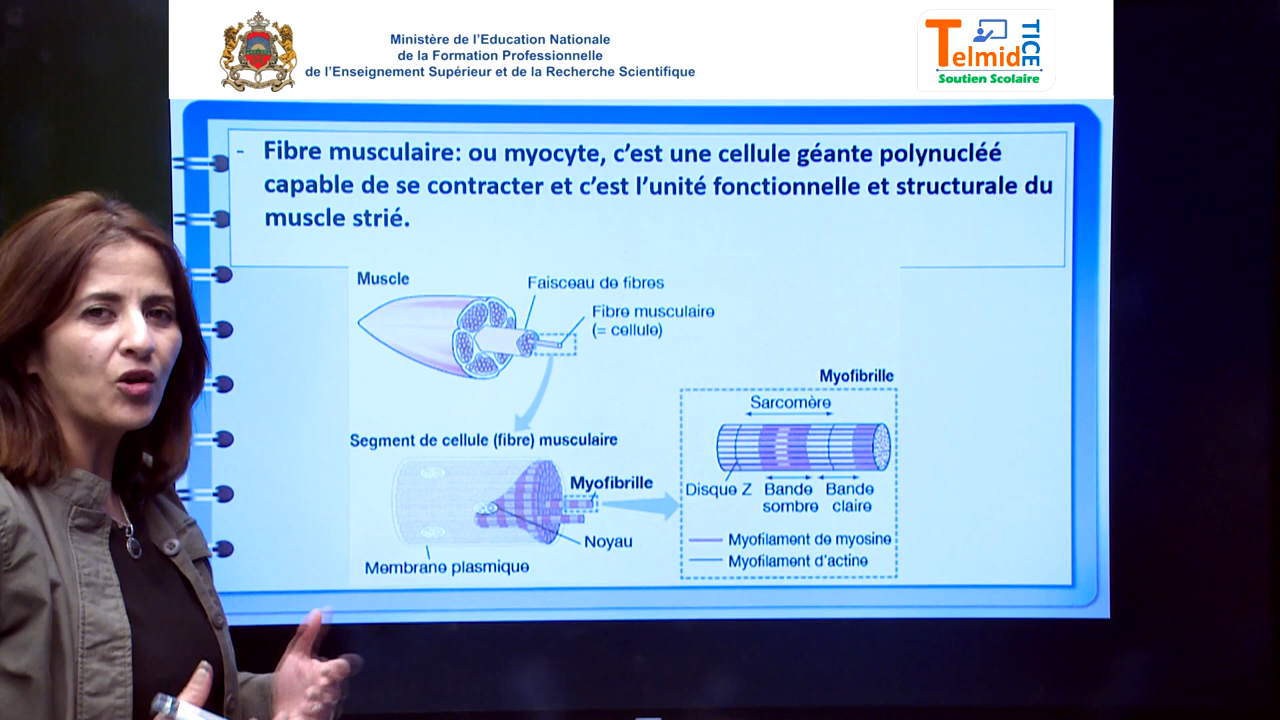 Ministère de l’Education Nationale
de la Formation Professionnelle
de l’Enseignement Supérieur et de la Recherche Scientifique
Telmid TICE
Soutien Scolaire
- Fibre musculaire: ou myocyte, c’est une cellule géante polynucléé
capable de se contracter et c’est l’unité fonctionnelle et structurale du
muscle strié.
Muscle
Faisceau de fibres
Fibre musculaire
(= cellule)
Segment de cellule (fibre) musculaire
Myofibrille
Noyau
Membrane plasmique
Myofibrille
Sarcomère
Disque Z
Bande
sombre
Bande
claire
Myofilament de myosine
Myofilament d’actine